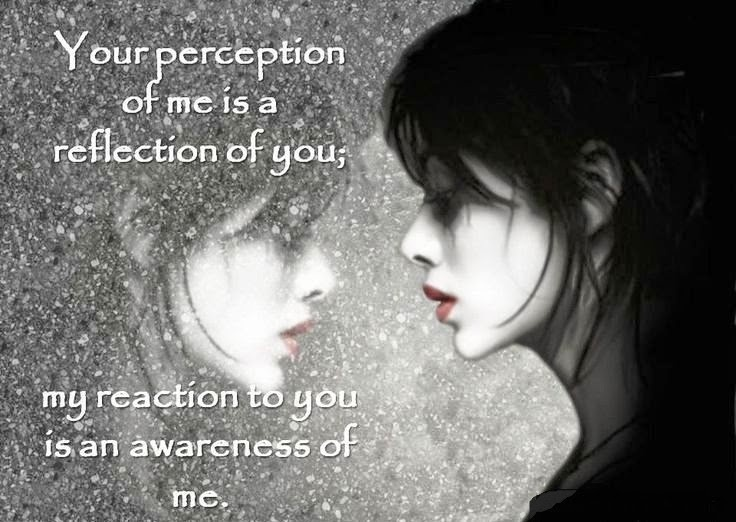 Your perception
of me is a
reflection of you;
my reaction to you
is an awareness of
me.